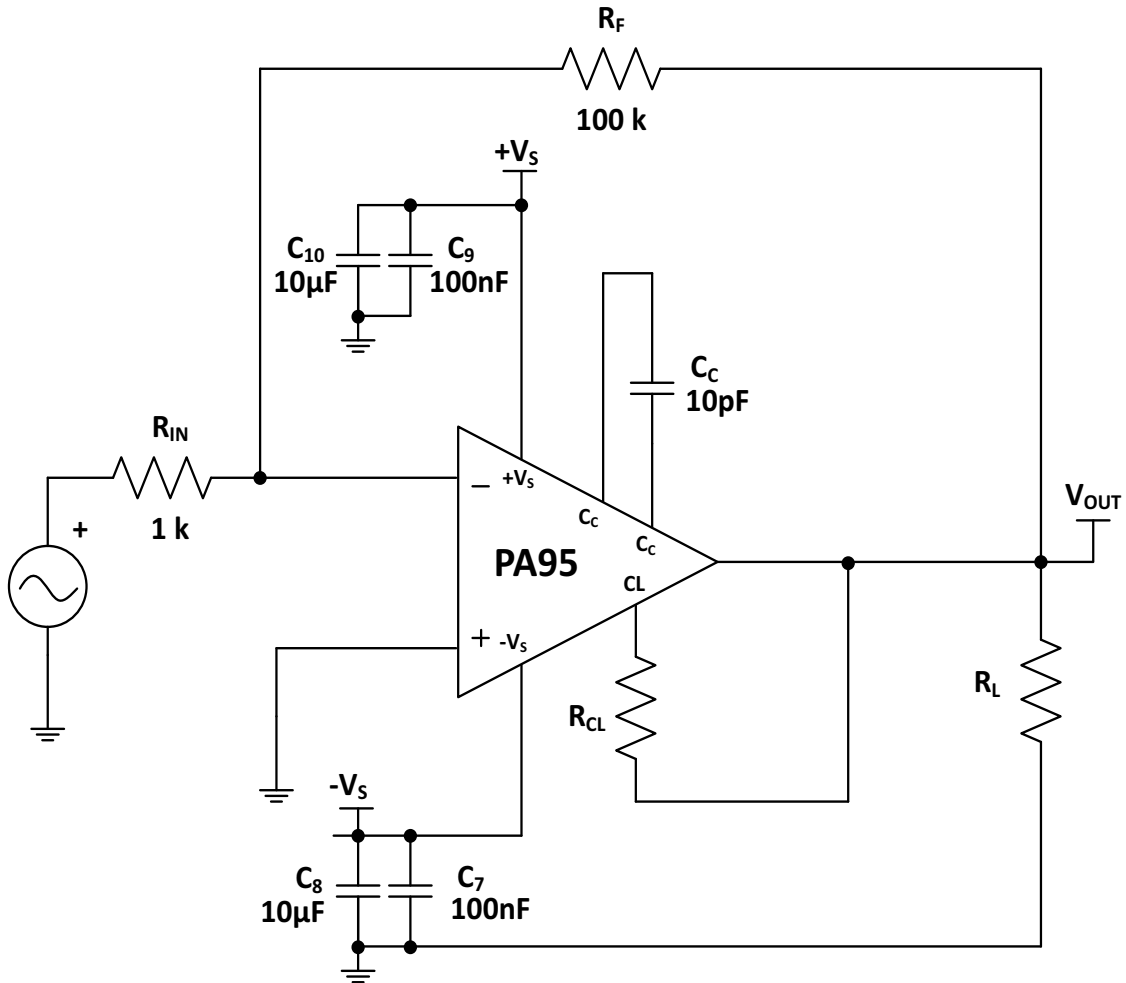 R_F
100 k
+V_S
C_10
10µF
C_9
100nF
C_C
10pF
R_IN
1 k
+
−
+V_S
C_C
C_C
PA95
CL
+
-V_S
V_OUT
R_CL
R_L
-V_S
C_8
10µF
C_7
100nF